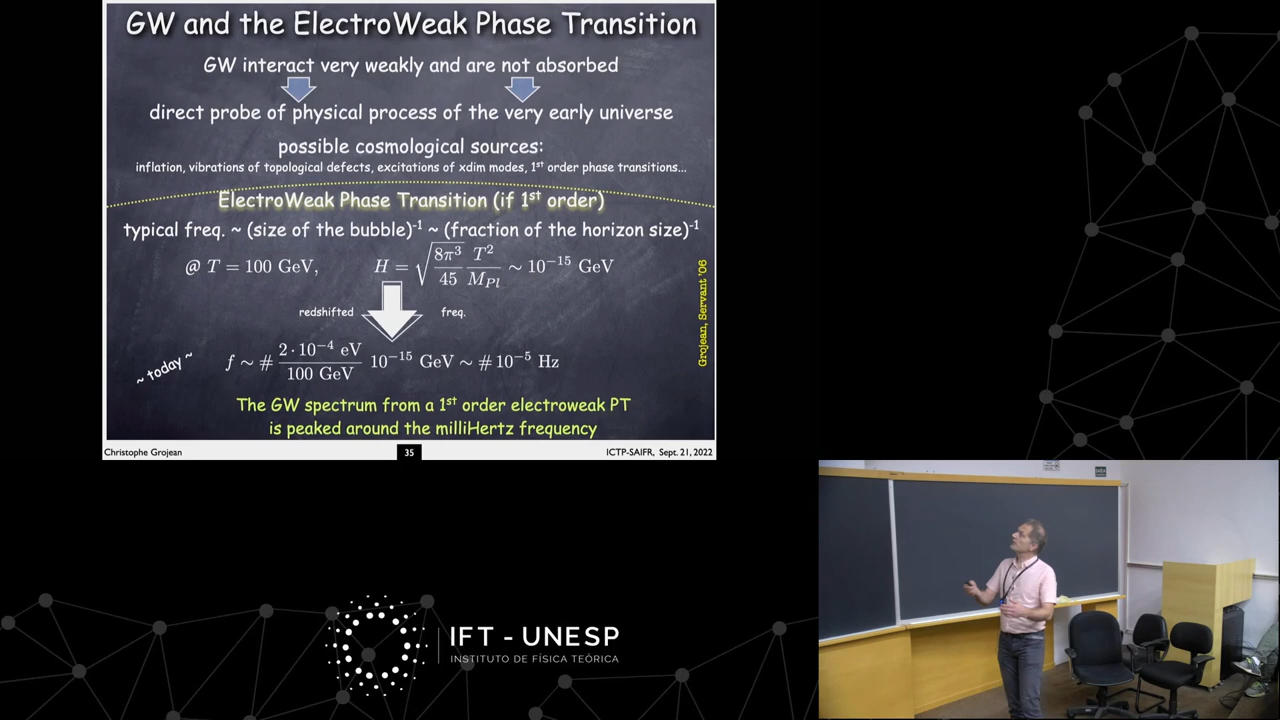 GW and the ElectroWeak Phase Transition
GW interact very weakly and are not absorbed
direct probe of physical process of the very early universe
possible cosmological sources:
inflation, vibrations of topological defects, excitations of xdim modes, 1st order phase transitions...
ElectroWeak Phase Transition (if 1st order)
typical freq. ~ (size of the bubble)-1 ~ (fraction of the horizon size)-1
@ T = 100 GeV, H = √(8π³/45) T²/M_Pl ∼ 10⁻¹⁵ GeV
redshifted freq.
~ today ~ f ∼ # (2·10⁻⁴ eV / 100 GeV) 10⁻¹⁵ GeV ∼ # 10⁻⁵ Hz
The GW spectrum from a 1st order electroweak PT
is peaked around the milliHertz frequency
Grojean, Servant '06
Christophe Grojean 35 ICTP-SAIFR, Sept. 21, 2022
IFT - UNESP
INSTITUTO DE FÍSICA TEÓRICA